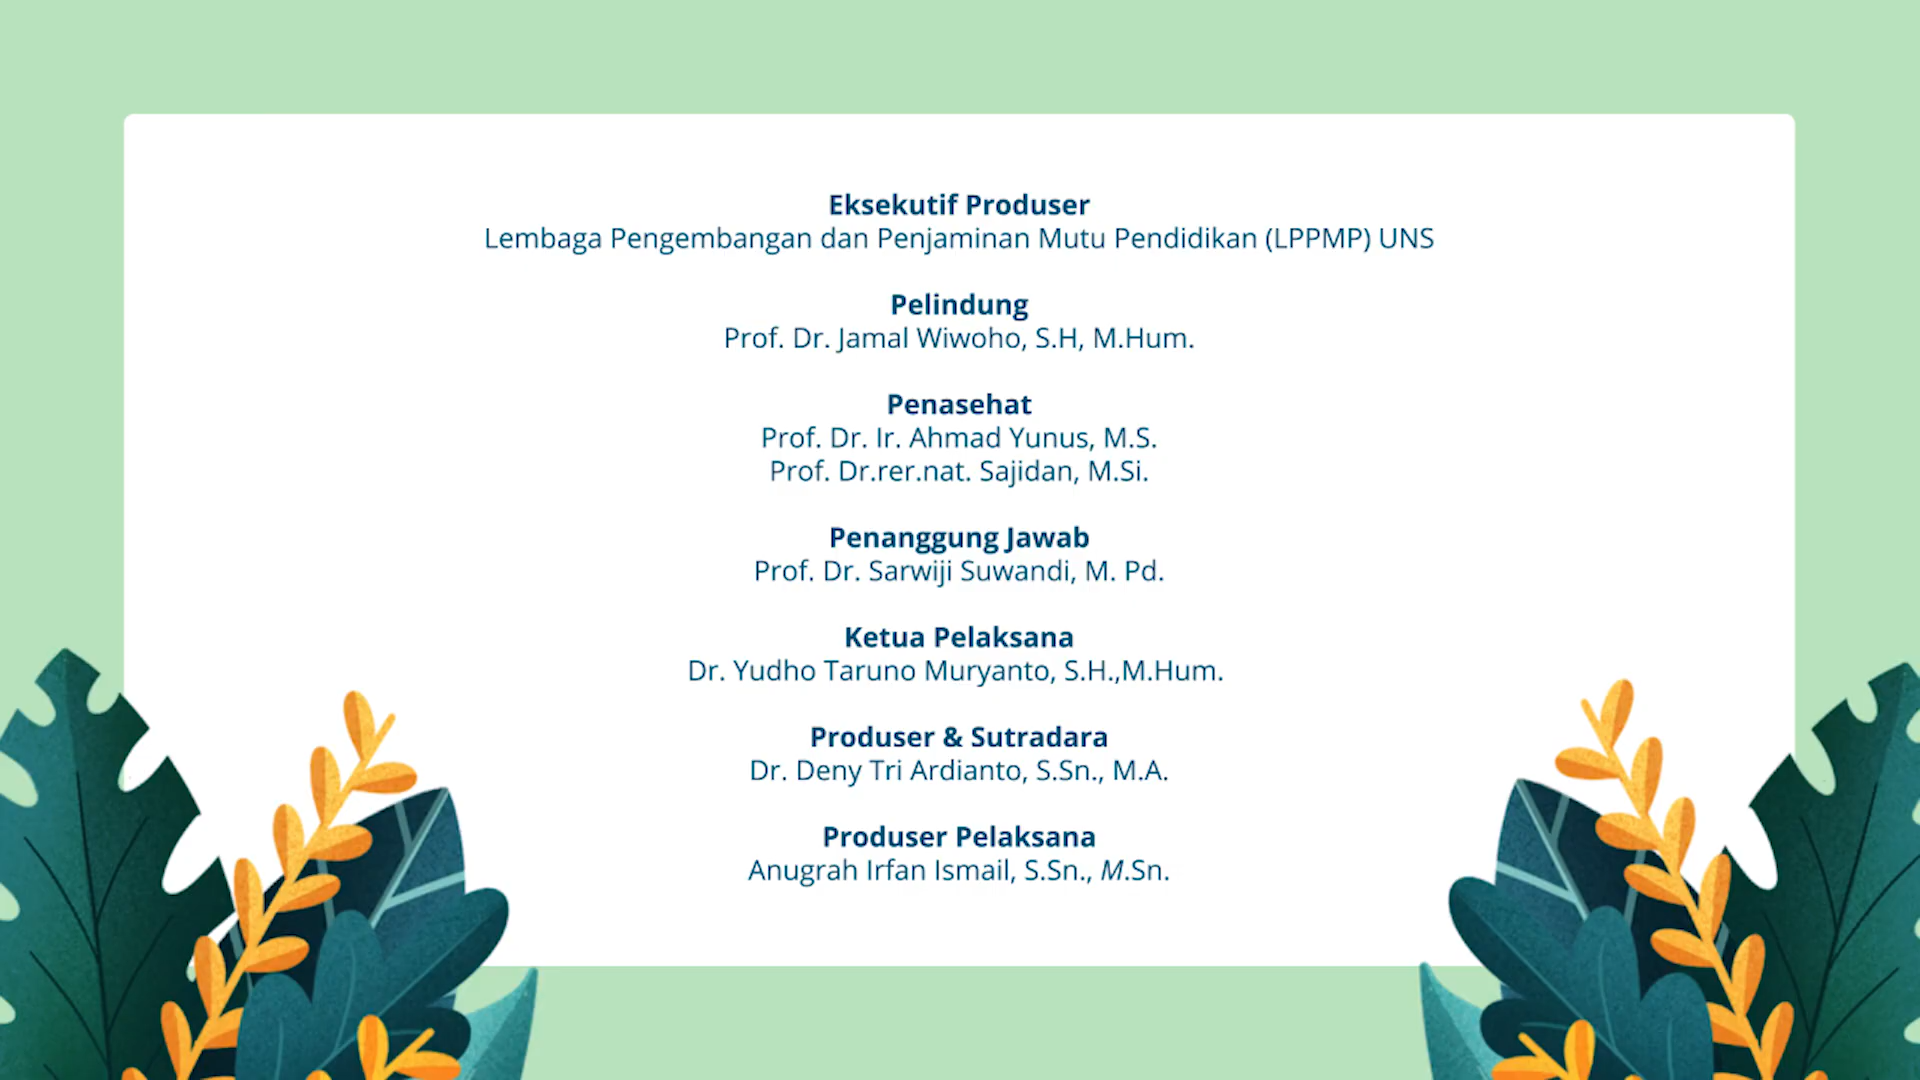 Eksekutif Produser
Lembaga Pengembangan dan Penjaminan Mutu Pendidikan (LPPMP) UNS
Pelindung
Prof. Dr. Jamal Wiwoho, S.H, M.Hum.
Penasehat
Prof. Dr. Ir. Ahmad Yunus, M.S.
Prof. Dr.rer.nat. Sajidan, M.Si.
Penanggung Jawab
Prof. Dr. Sarwiji Suwandi, M. Pd.
Ketua Pelaksana
Dr. Yudho Taruno Muryanto, S.H.,M.Hum.
Produser & Sutradara
Dr. Deny Tri Ardianto, S.Sn., M.A.
Produser Pelaksana
Anugrah Irfan Ismail, S.Sn., M.Sn.